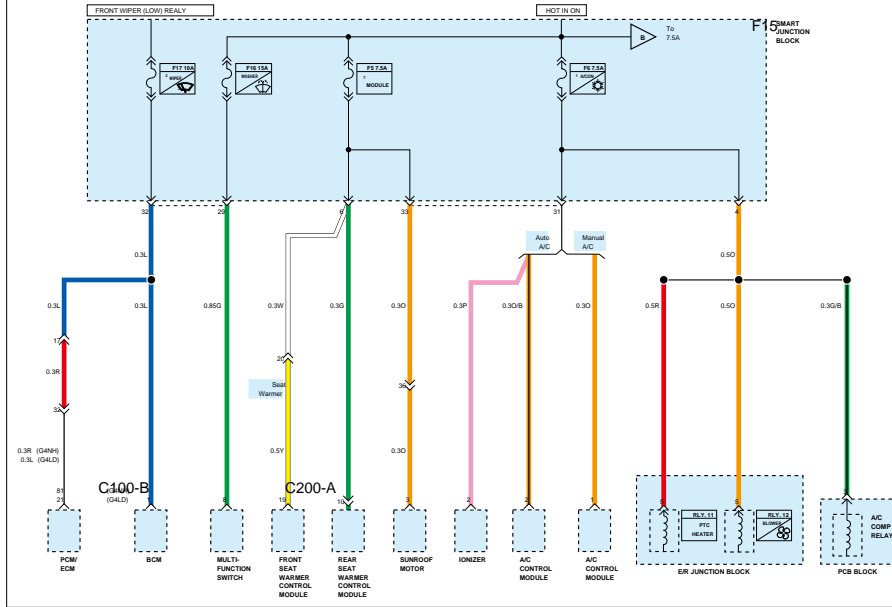 FRONT WIPER (LOW) REALY
HOT IN ON
F15
SMART
JUNCTION
BLOCK
To
7.5A
B
F17 10A
2 WIPER
F16 15A
WASHER
F5 7.5A
7
MODULE
F6 7.5A
1 A/CON
32
29
6
33
31
4
Auto
A/C
Manual
A/C
0.3L
0.5O
0.3L
0.3L
0.85G
0.3W
0.3G
0.3O
0.3P
0.3O/B
0.3O
0.5R
0.5O
0.3G/B
17
20
0.3R
Seat
Warmer
36
32
0.3R (G4NH)
0.3L (G4LD)
0.5Y
0.3O
C100-B
C200-A
81
21
(G4LD)
1
8
19
10
3
2
2
1
5
5
RLY. 11
PTC
HEATER
RLY. 12
BLOWER
A/C
COMP
RELAY
PCM/
ECM
BCM
MULTI-
FUNCTION
SWITCH
FRONT
SEAT
WARMER
CONTROL
MODULE
REAR
SEAT
WARMER
CONTROL
MODULE
SUNROOF
MOTOR
IONIZER
A/C
CONTROL
MODULE
A/C
CONTROL
MODULE
E/R JUNCTION BLOCK
PCB BLOCK